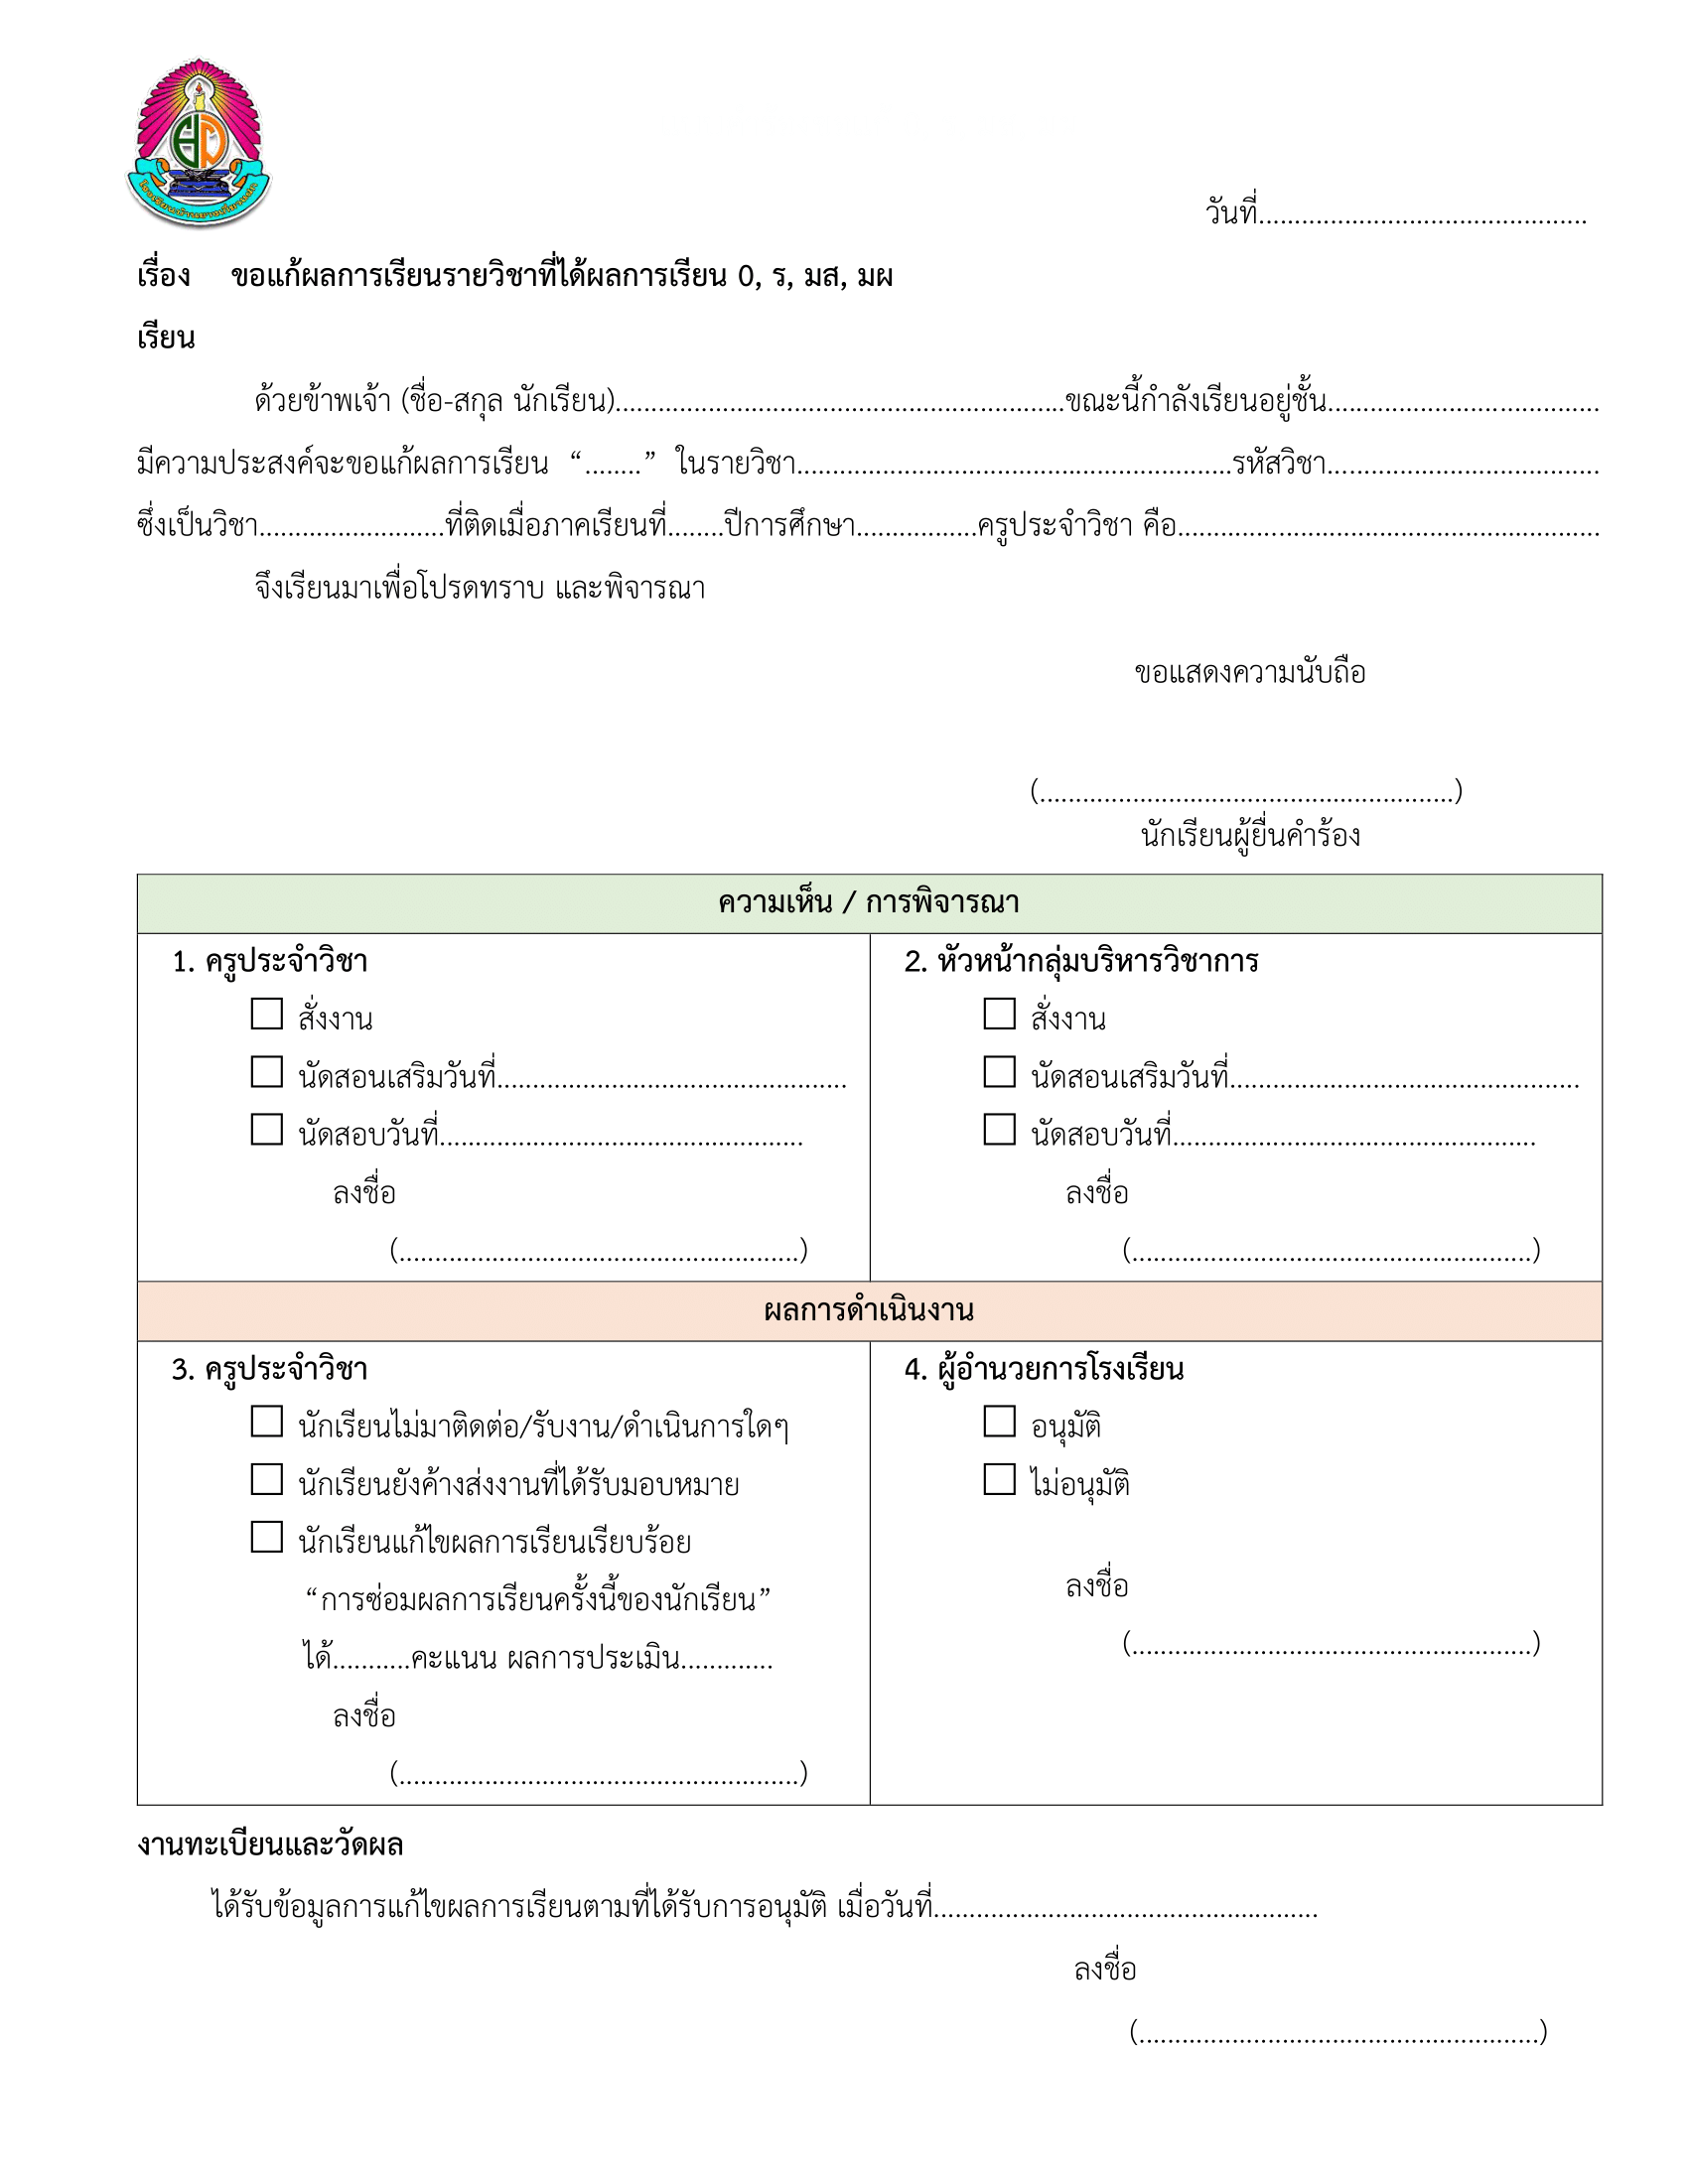 วันที่..............................................
เรื่อง ขอแก้ผลการเรียนรายวิชาที่ได้ผลการเรียน 0, ร, มส, มผ
เรียน
ด้วยข้าพเจ้า (ชื่อ-สกุล นักเรียน)...............................................................ขณะนี้กำลังเรียนอยู่ชั้น......................................
มีความประสงค์จะขอแก้ผลการเรียน “........” ในรายวิชา.............................................................รหัสวิชา......................................
ซึ่งเป็นวิชา..........................ที่ติดเมื่อภาคเรียนที่........ปีการศึกษา.................ครูประจำวิชา คือ...........................................................
จึงเรียนมาเพื่อโปรดทราบ และพิจารณา
ขอแสดงความนับถือ
(..........................................................)
นักเรียนผู้ยื่นคำร้อง
ความเห็น / การพิจารณา
1. ครูประจำวิชา
☐ สั่งงาน
☐ นัดสอนเสริมวันที่.................................................
☐ นัดสอบวันที่...................................................
ลงชื่อ
(........................................................)
2. หัวหน้ากลุ่มบริหารวิชาการ
☐ สั่งงาน
☐ นัดสอนเสริมวันที่.................................................
☐ นัดสอบวันที่...................................................
ลงชื่อ
(........................................................)
ผลการดำเนินงาน
3. ครูประจำวิชา
☐ นักเรียนไม่มาติดต่อ/รับงาน/ดำเนินการใดๆ
☐ นักเรียนยังค้างส่งงานที่ได้รับมอบหมาย
☐ นักเรียนแก้ไขผลการเรียนเรียบร้อย
“การซ่อมผลการเรียนครั้งนี้ของนักเรียน”
ได้...........คะแนน ผลการประเมิน.............
ลงชื่อ
(........................................................)
4. ผู้อำนวยการโรงเรียน
☐ อนุมัติ
☐ ไม่อนุมัติ
ลงชื่อ
(........................................................)
งานทะเบียนและวัดผล
ได้รับข้อมูลการแก้ไขผลการเรียนตามที่ได้รับการอนุมัติ เมื่อวันที่......................................................
ลงชื่อ
(........................................................)